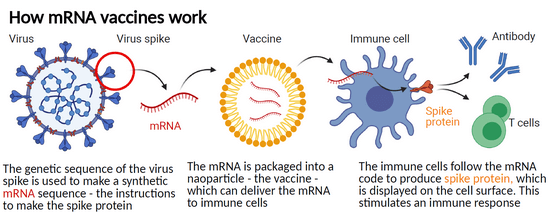 How mRNA vaccines work
Virus
Virus spike
Vaccine
Immune cell
Antibody
mRNA
Spike
protein
T cells
The genetic sequence of the virus
spike is used to make a synthetic
mRNA sequence - the instructions
to make the spike protein
The mRNA is packaged into a
naoparticle - the vaccine -
which can deliver the mRNA
to immune cells
The immune cells follow the mRNA
code to produce spike protein, which
is displayed on the cell surface. This
stimulates an immune response